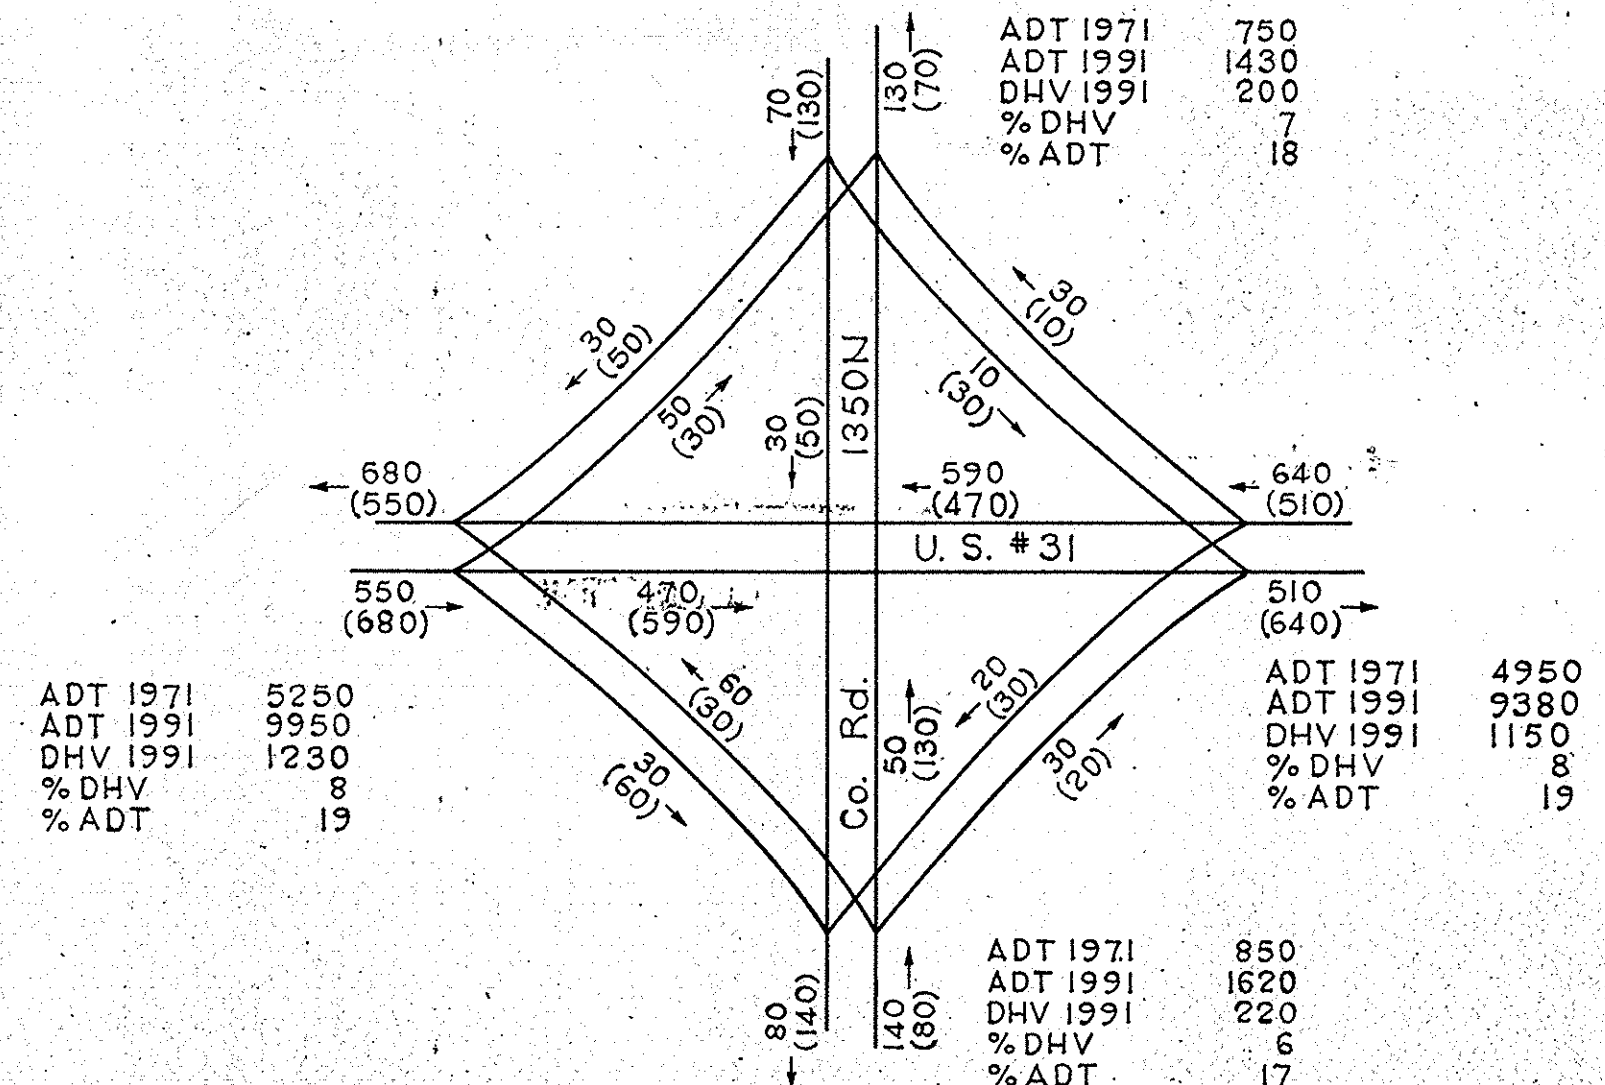 ADT 1971 750
ADT 1991 1430
DHV 1991 200
% DHV 7
% ADT 18
70
(130)
130
(70)
30
(50)
50
(30)
30
(50)
1350N
10
(30)
30
(10)
680
(550)
590
(470)
640
(510)
U. S. #31
550
(680)
470
(590)
510
(640)
ADT 1971 5250
ADT 1991 9950
DHV 1991 1230
% DHV 8
% ADT 19
60
(30)
30
(60)
Co. Rd.
50
(130)
20
(30)
30
(20)
ADT 1971 4950
ADT 1991 9380
DHV 1991 1150
% DHV 8
% ADT 19
80
(140)
140
(80)
ADT 1971 850
ADT 1991 1620
DHV 1991 220
% DHV 6
% ADT 17